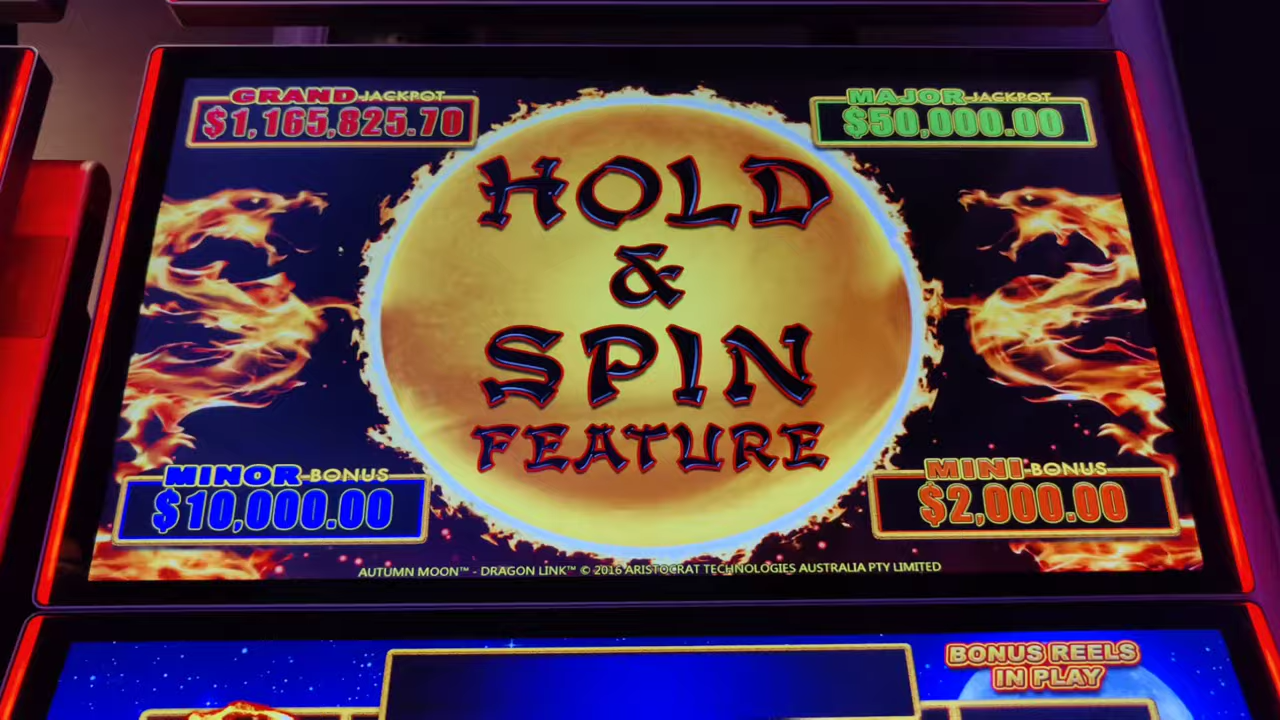 GRAND JACKPOT
$1,165,825.70
MAJOR JACKPOT
$50,000.00
HOLD
&
SPIN
FEATURE
MINOR BONUS
$10,000.00
MINI BONUS
$2,000.00
AUTUMN MOON™ - DRAGON LINK™ © 2016 ARISTOCRAT TECHNOLOGIES AUSTRALIA PTY LIMITED
BONUS REELS
IN PLAY